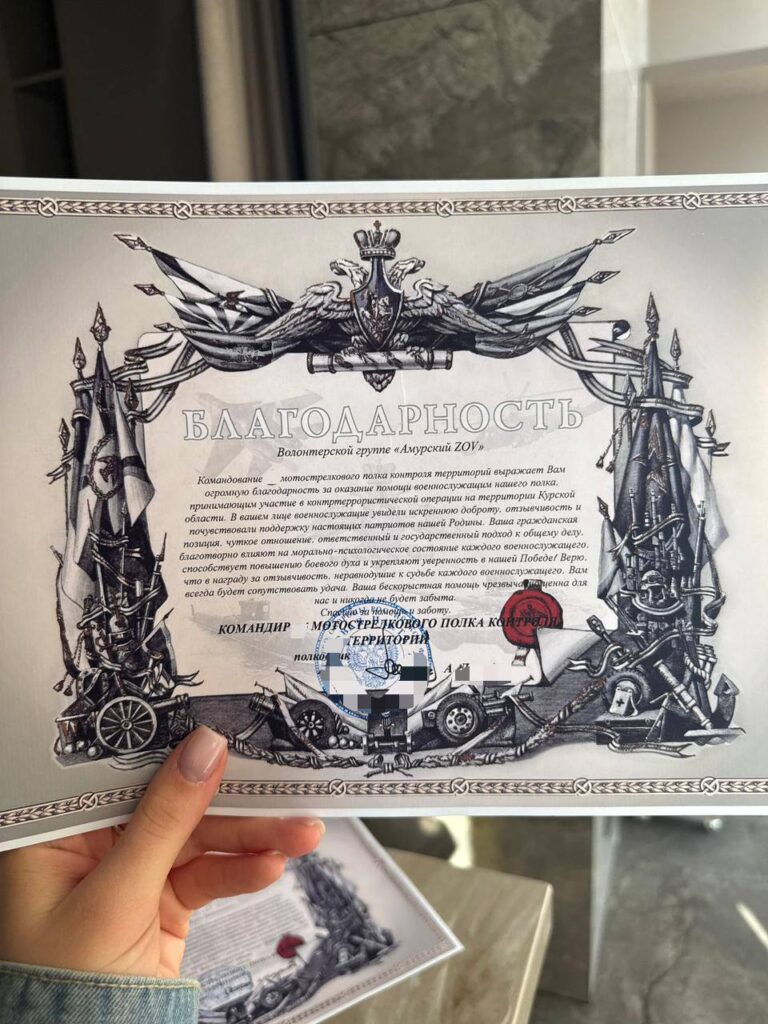 БЛАГОДАРНОСТЬ
Волонтерской группе «Амурский ZOV»
Командование _ мотострелкового полка контроля территорий выражает Вам
огромную благодарность за оказание помощи военнослужащим нашего полка,
принимающим участие в контртеррористической операции на территории Курской
области. В вашем лице военнослужащие увидели искреннюю доброту, отзывчивость и
почувствовали поддержку настоящих патриотов нашей Родины. Ваша гражданская
позиция, чуткое отношение, ответственный и государственный подход к общему делу,
благотворно влияют на морально-психологическое состояние каждого военнослужащего,
способствует повышению боевого духа и укрепляют уверенность в нашей Победе! Верю,
что в награду за отзывчивость, неравнодушие к судьбе каждого военнослужащего, Вам
всегда будет сопутствовать удача. Ваша бескорыстная помощь для
нас и никогда не будет забыта.
Спасибо за помощь и заботу.
КОМАНДИР МОТОСТРЕЛКОВОГО ПОЛКА КОНТРОЛЯ
ТЕРРИТОРИЙ
полковник